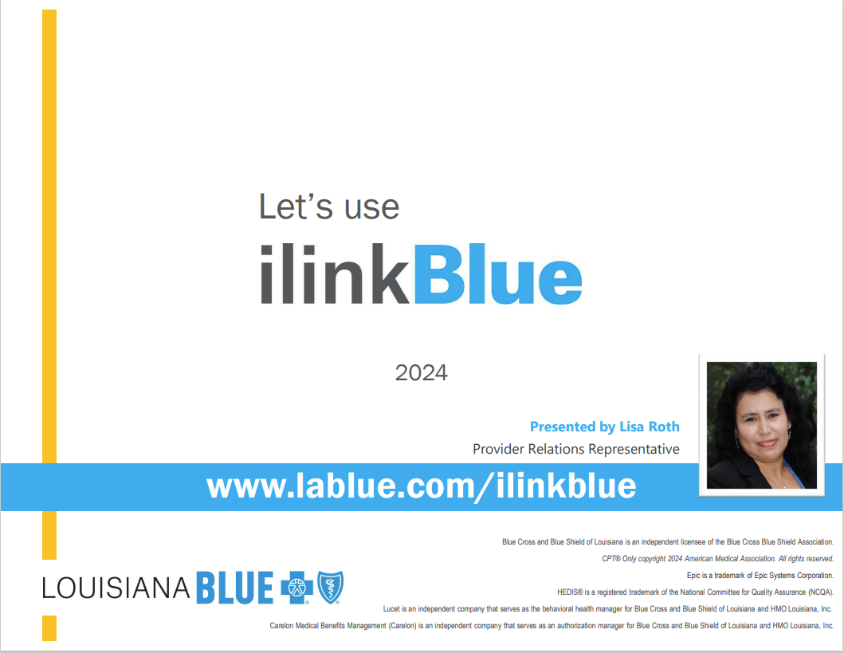 Let's use
ilinkBlue
2024
Presented by Lisa Roth
Provider Relations Representative
www.lablue.com/ilinkblue
Blue Cross and Blue Shield of Louisiana is an independent licensee of the Blue Cross Blue Shield Association.
CPT® Only copyright 2024 American Medical Association. All rights reserved.
Epic is a trademark of Epic Systems Corporation.
HEDIS® is a registered trademark of the National Committee for Quality Assurance (NCQA).
Lucet is an independent company that serves as the behavioral health manager for Blue Cross and Blue Shield of Louisiana and HMO Louisiana, Inc.
Carelon Medical Benefits Management (Carelon) is an independent company that serves as an authorization manager for Blue Cross and Blue Shield of Louisiana and HMO Louisiana, Inc.
LOUISIANA BLUE